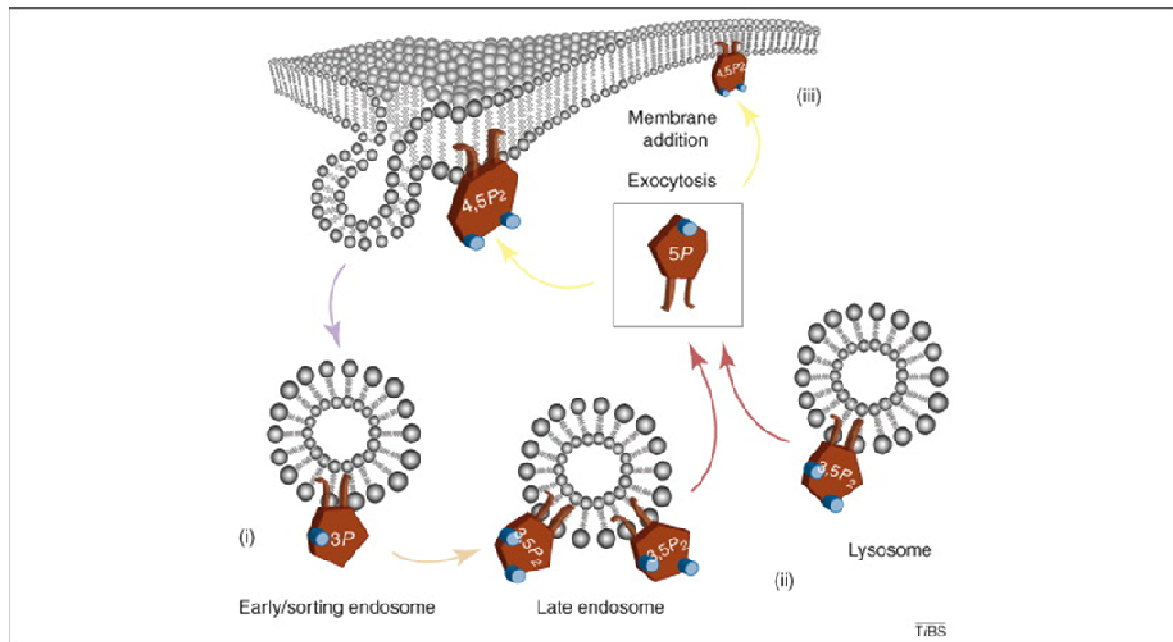 4,5P2
(iii)
Membrane
addition
Exocytosis
4,5P2
5P
3,5P2
(i)
3P
3,5P2
3,5P2
Lysosome
(ii)
Early/sorting endosome
Late endosome
TiBS